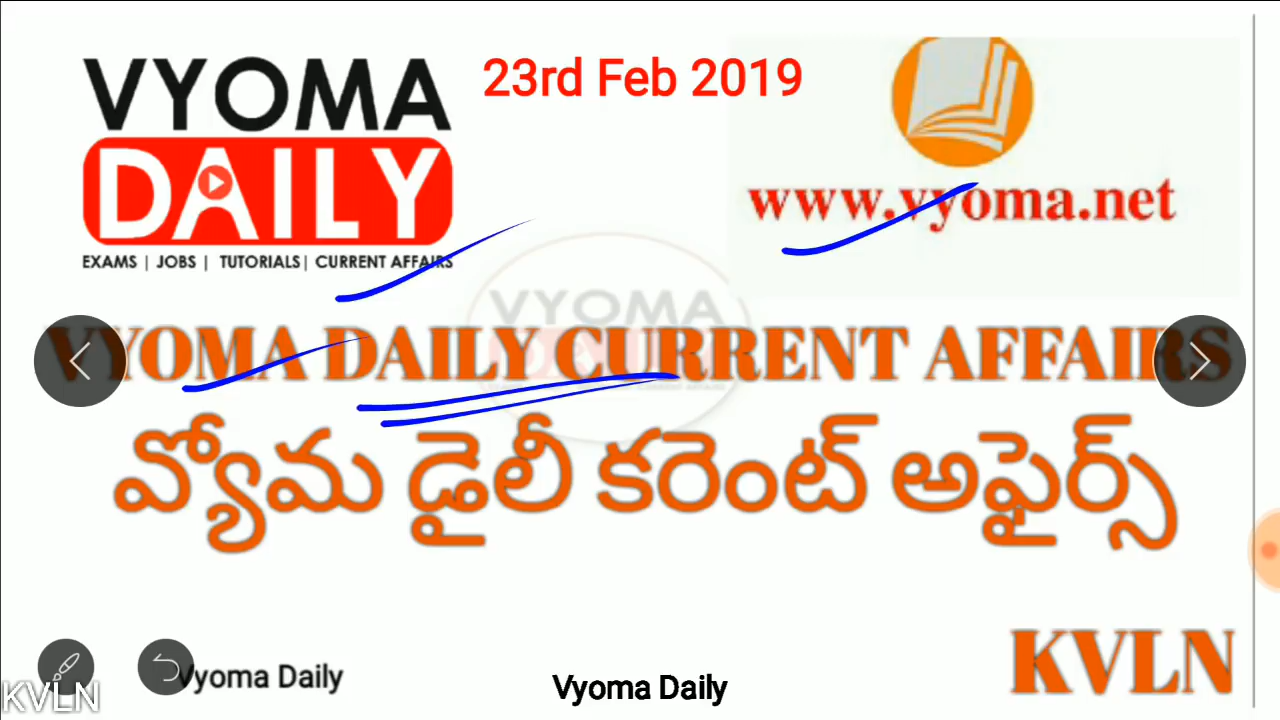 VYOMA
DAILY
EXAMS | JOBS | TUTORIALS| CURRENT AFFAIRS
23rd Feb 2019
www.vyoma.net
VYOMA
VYOMA DAILY CURRENT AFFAIRS
వ్యోమ డైలీ కరెంట్ అఫైర్స్
KVLN
Vyoma Daily
Vyoma Daily
KVLN